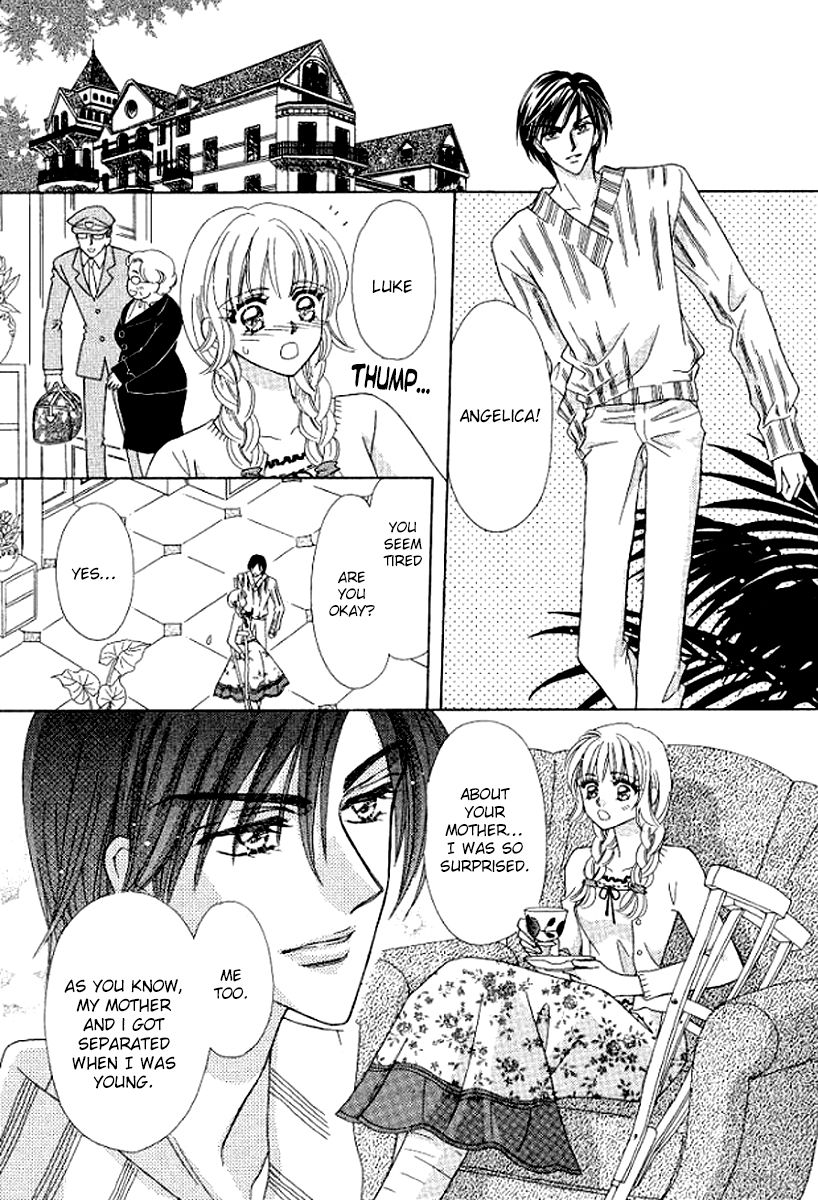 ANGELICA!
LUKE
THUMP...
YOU
SEEM
TIRED
ARE
YOU
OKAY?
YES...
ABOUT
YOUR
MOTHER...
I WAS SO
SURPRISED.
ME
TOO.
AS YOU KNOW,
MY MOTHER
AND I GOT
SEPARATED
WHEN I WAS
YOUNG.